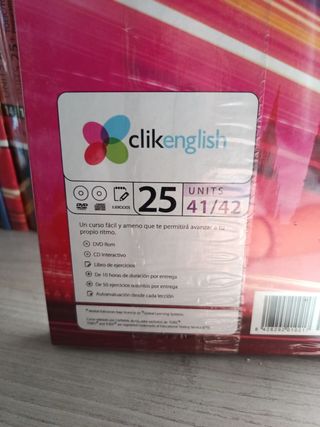 clikenglish
DVD
EJERCICIOS
25
UNITS
41/42
Un curso fácil y ameno que te permitirá avanzar a tu
propio ritmo.
DVD Rom
CD Interactivo
Libro de ejercicios
De 10 horas de duración por entrega
De 50 ejercicios escritos por entrega
Autoevaluación desde cada lección